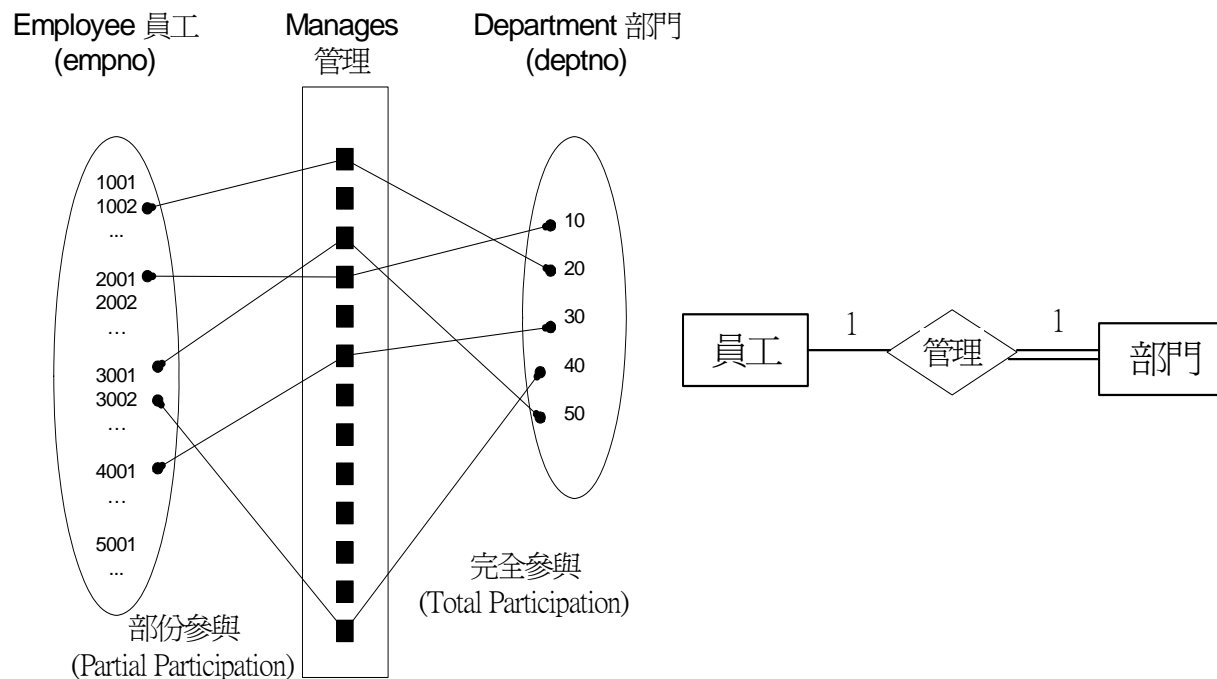 Employee 員工
(empno)
Manages
管理
Department 部門
(deptno)
1001
1002
...
2001
2002
...
3001
3002
...
4001
...
5001
...
部份參與
(Partial Participation)
10
20
30
40
50
完全參與
(Total Participation)
員工
1
管理
1
部門